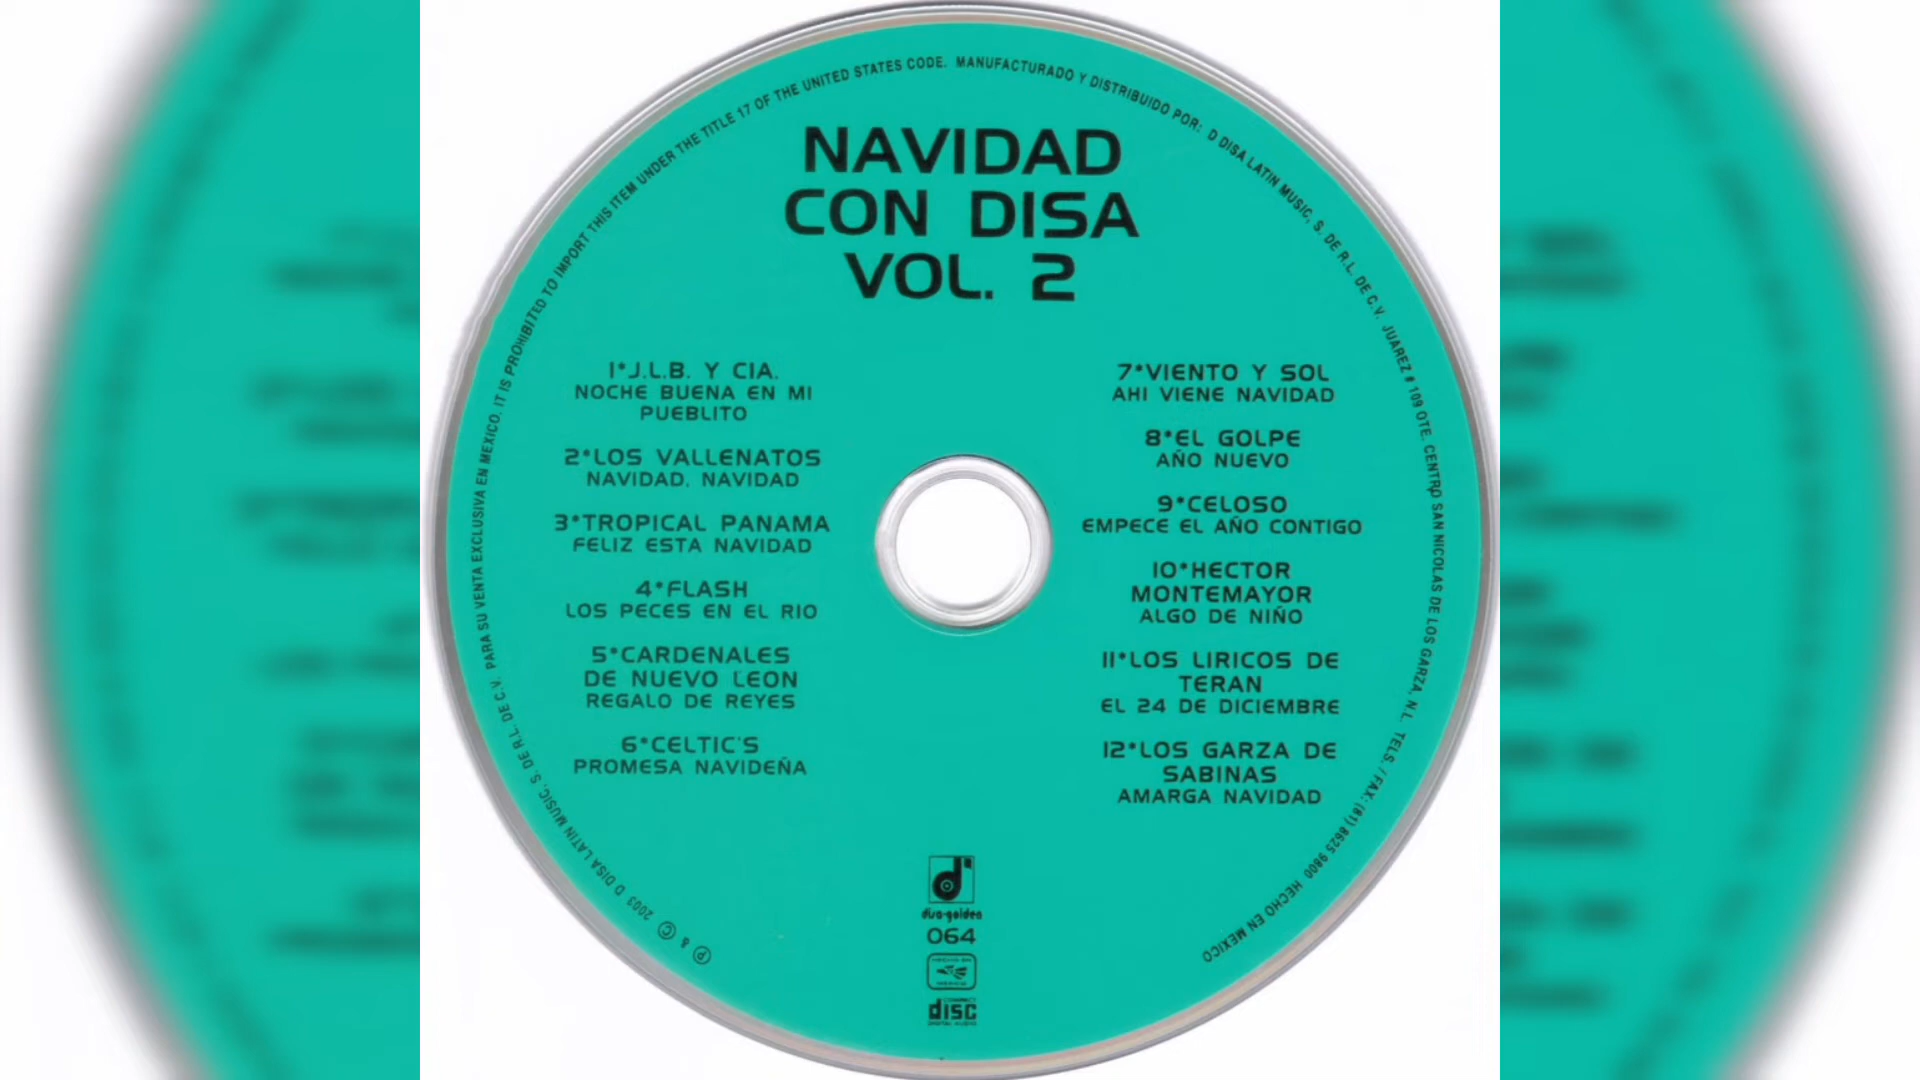 NAVIDAD
CON DISA
VOL. 2
1*J.L.B. Y CIA.
NOCHE BUENA EN MI
PUEBLITO
2*LOS VALLENATOS
NAVIDAD, NAVIDAD
3*TROPICAL PANAMA
FELIZ ESTA NAVIDAD
4*FLASH
LOS PECES EN EL RIO
5*CARDENALES
DE NUEVO LEON
REGALO DE REYES
6*CELTIC'S
PROMESA NAVIDEÑA
7*VIENTO Y SOL
AHI VIENE NAVIDAD
8*EL GOLPE
AÑO NUEVO
9*CELOSO
EMPECE EL AÑO CONTIGO
10*HECTOR
MONTEMAYOR
ALGO DE NIÑO
11*LOS LIRICOS DE
TERAN
EL 24 DE DICIEMBRE
12*LOS GARZA DE
SABINAS
AMARGA NAVIDAD
d
disa-golden
064
HECHO EN
MEXICO
COMPACT
disc
DIGITAL AUDIO
Ⓟ & © 2003 D DISA LATIN MUSIC, S. DE R.L. DE C.V. PARA SU VENTA EXCLUSIVA EN MEXICO. IT IS PROHIBITED TO IMPORT THIS ITEM UNDER THE TITLE 17 OF THE UNITED STATES CODE. MANUFACTURADO Y DISTRIBUIDO POR: D DISA LATIN MUSIC, S. DE R.L. DE C.V. JUAREZ # 109 OTE. CENTRO SAN NICOLAS DE LOS GARZA, N.L. TELS. / FAX: (81) 8625 9800 HECHO EN MEXICO